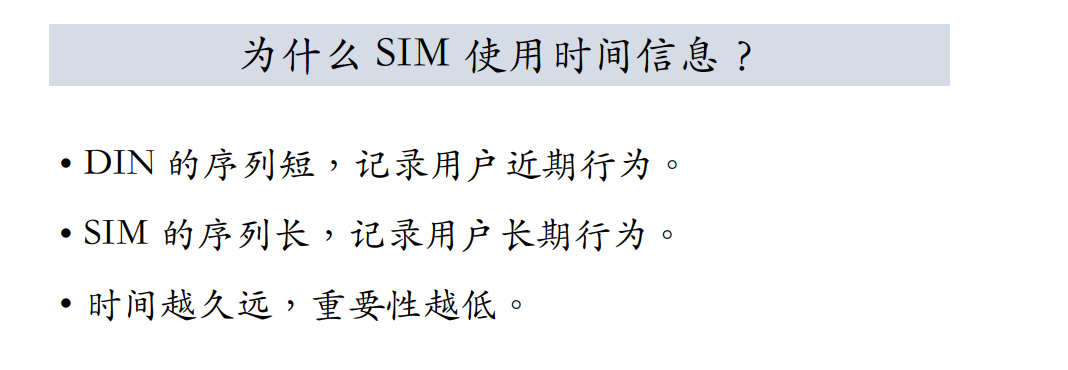 为什么 SIM 使用时间信息？
• DIN 的序列短，记录用户近期行为。
• SIM 的序列长，记录用户长期行为。
• 时间越久远，重要性越低。